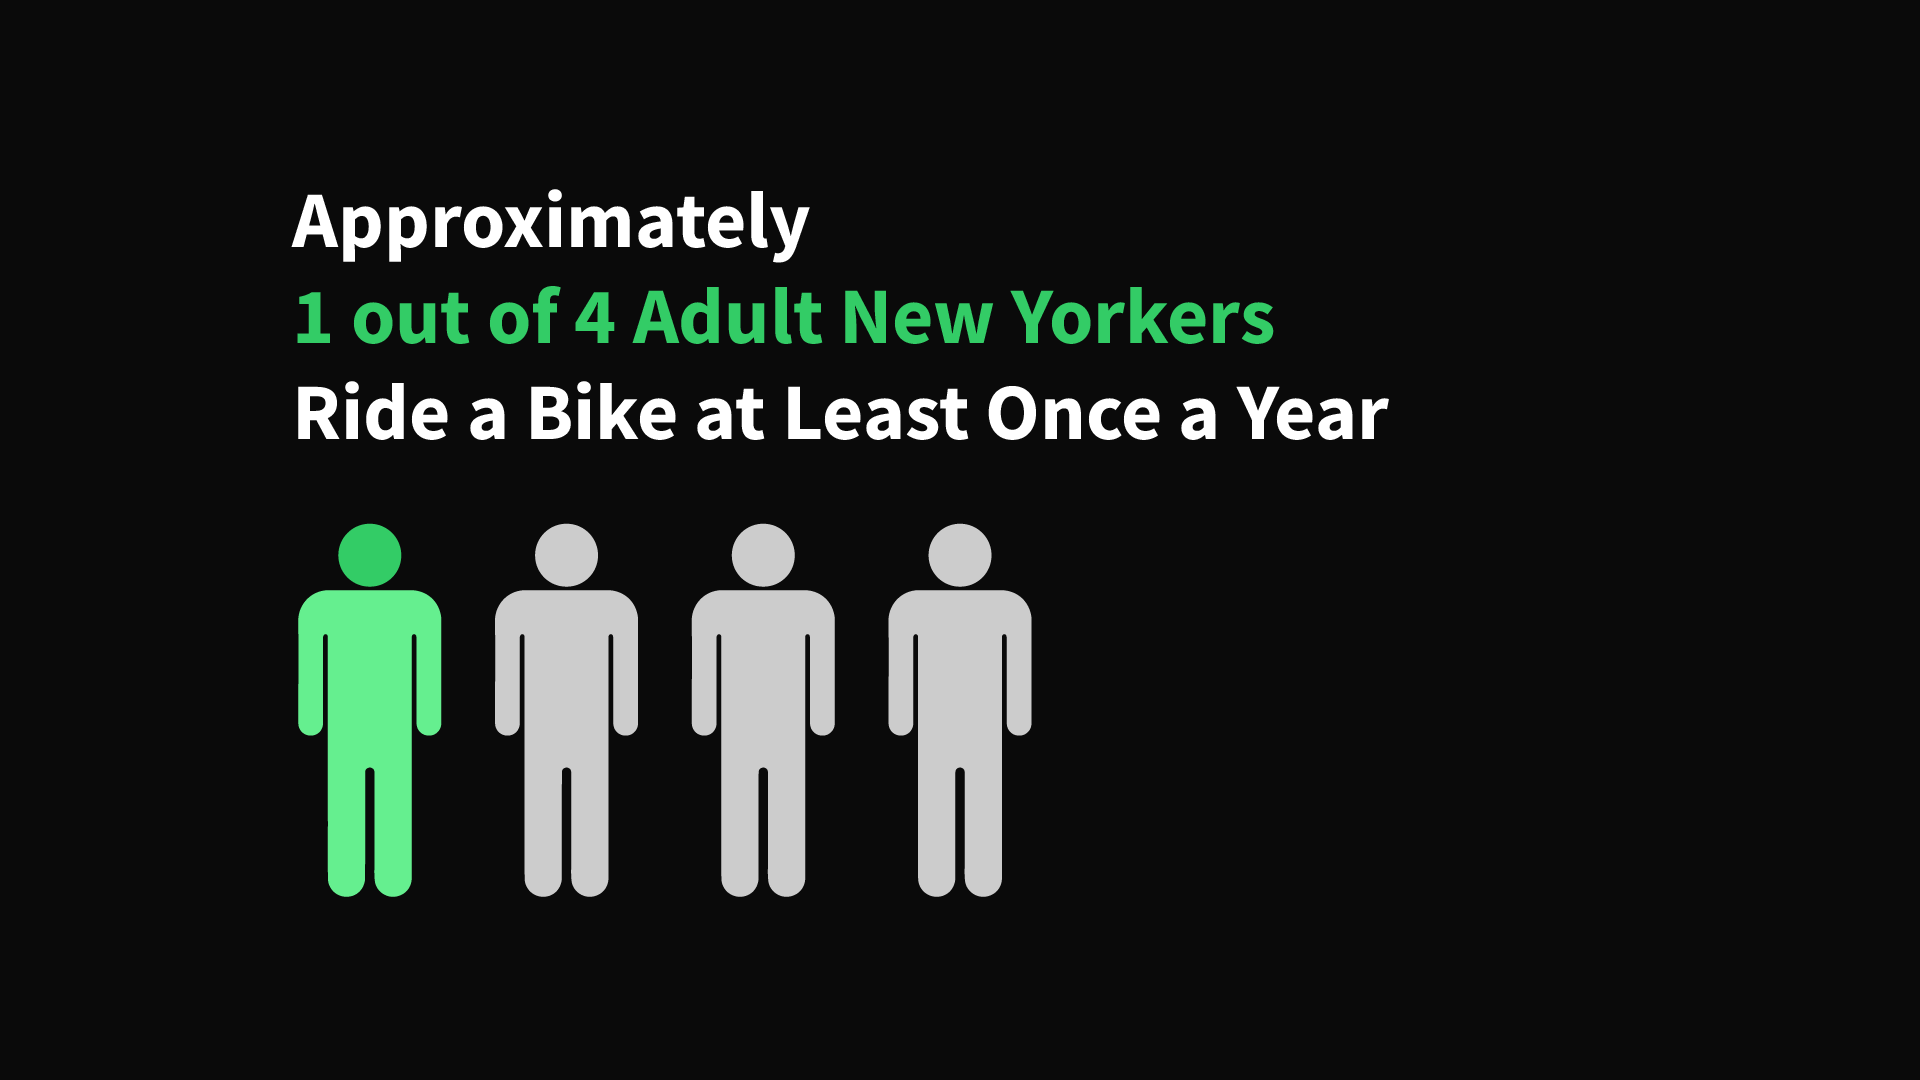 Approximately
1 out of 4 Adult New Yorkers
Ride a Bike at Least Once a Year